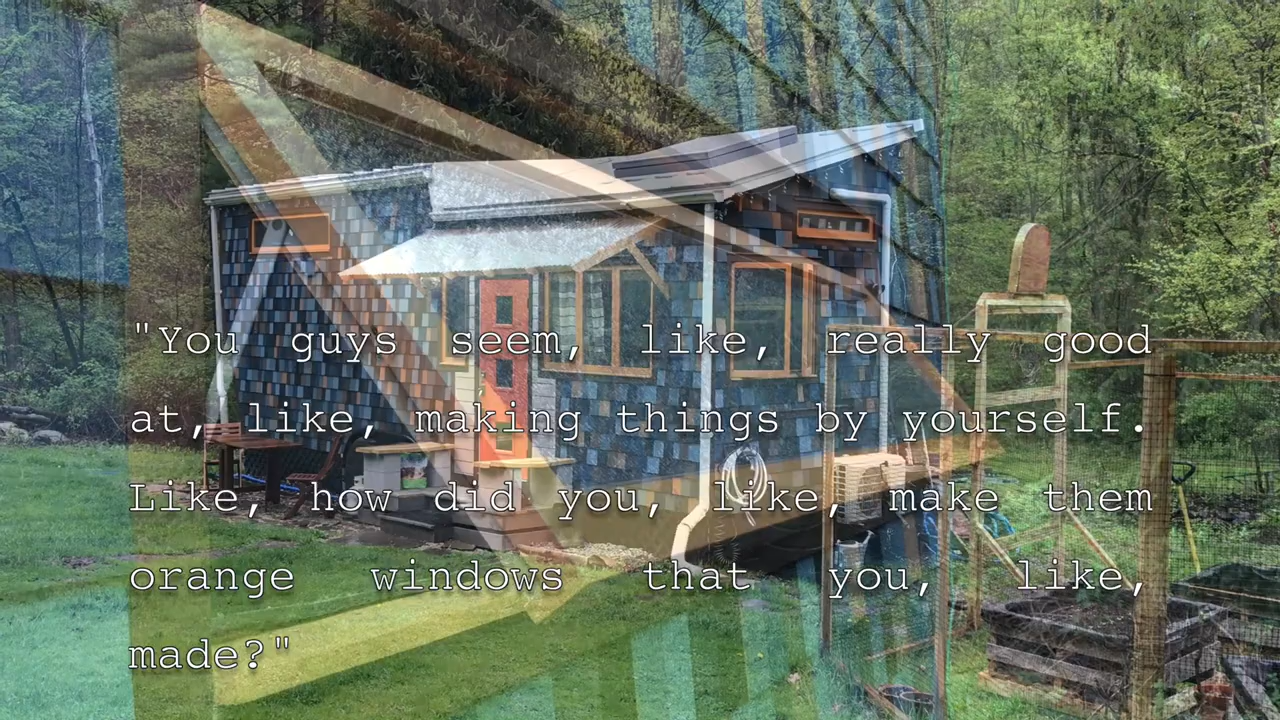 "You guys seem, like, really good
at, like, making things by yourself.
Like, how did you, like, make them
orange windows that you, like,
made?"